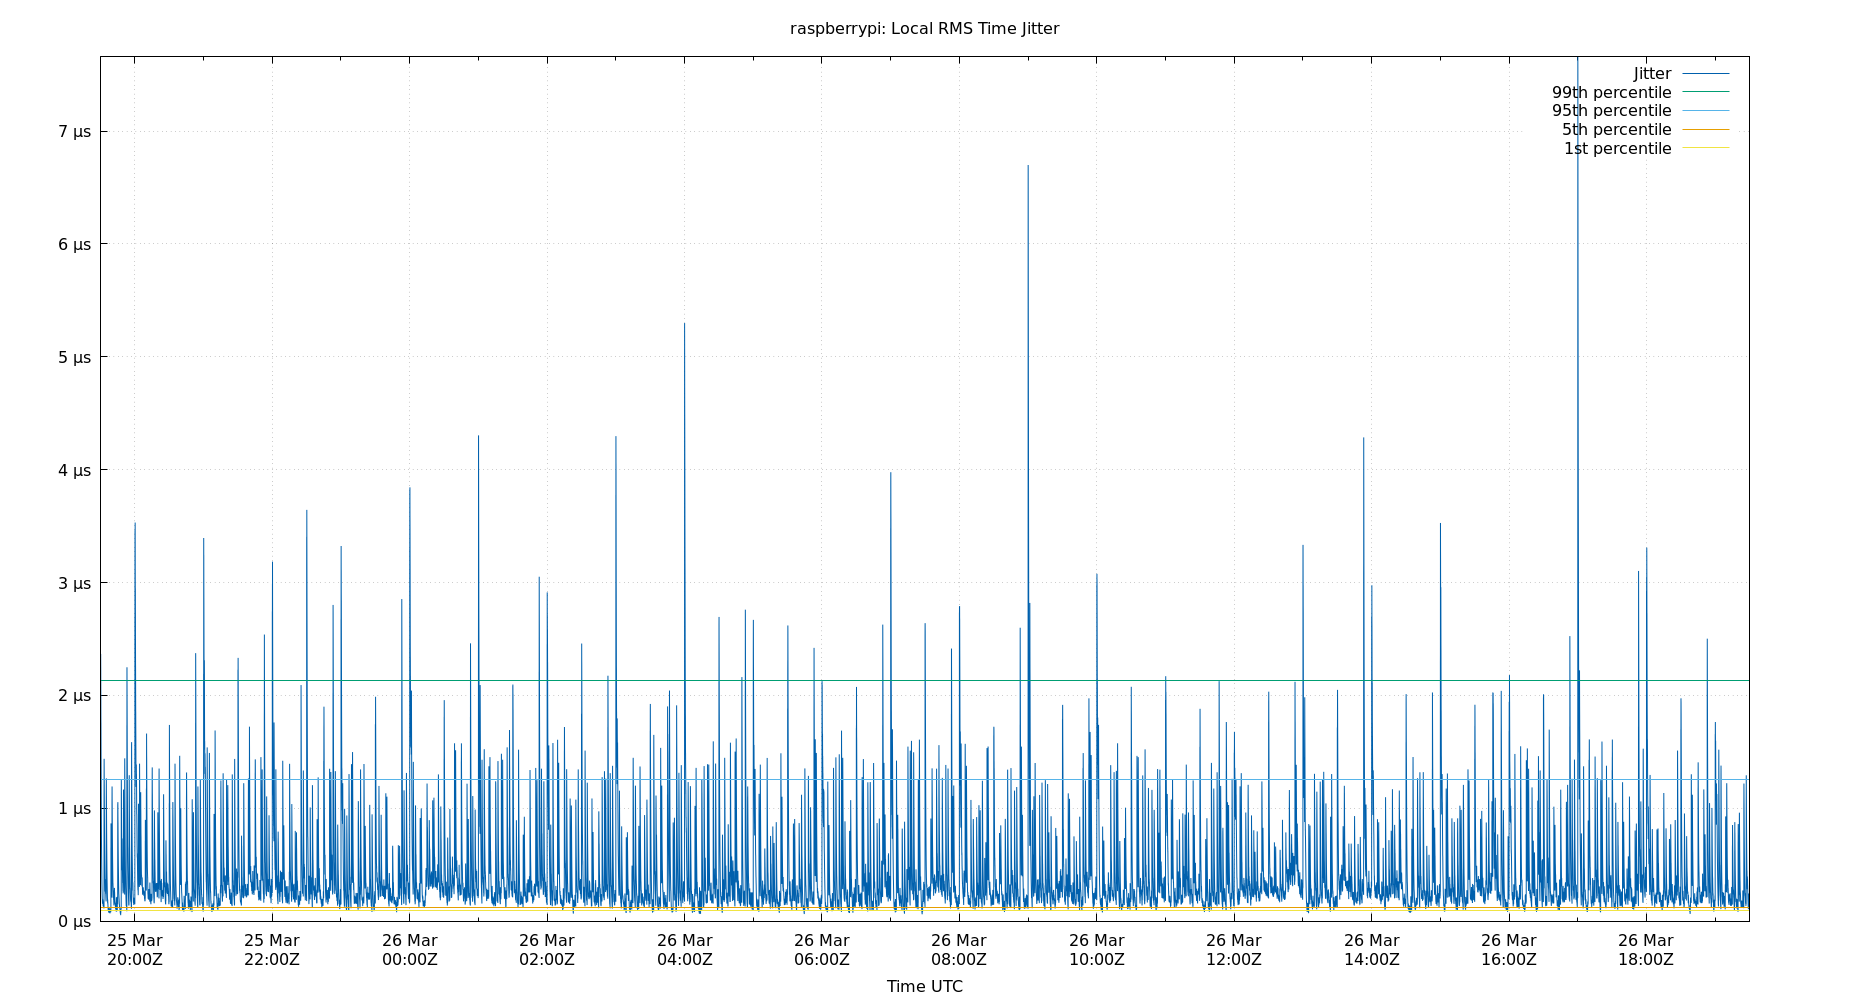 raspberrypi: Local RMS Time Jitter
Jitter
99th percentile
95th percentile
5th percentile
1st percentile
7 µs
6 µs
5 µs
4 µs
3 µs
2 µs
1 µs
0 µs
25 Mar 25 Mar 26 Mar 26 Mar 26 Mar 26 Mar 26 Mar 26 Mar 26 Mar 26 Mar 26 Mar 26 Mar
20:00Z 22:00Z 00:00Z 02:00Z 04:00Z 06:00Z 08:00Z 10:00Z 12:00Z 14:00Z 16:00Z 18:00Z
Time UTC